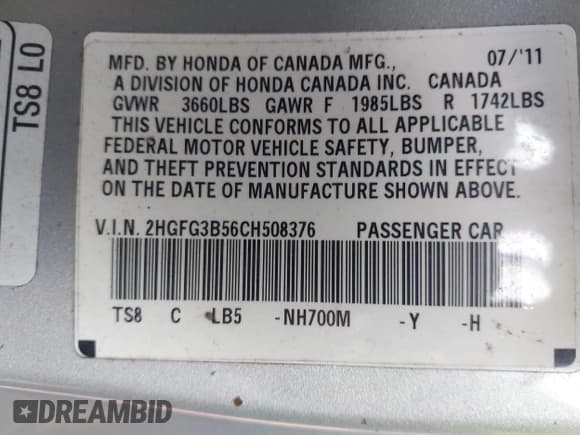 TS8 LO
MFD. BY HONDA OF CANADA MFG., 07/'11
A DIVISION OF HONDA CANADA INC. CANADA
GVWR 3660LBS GAWR F 1985LBS R 1742LBS
THIS VEHICLE CONFORMS TO ALL APPLICABLE
FEDERAL MOTOR VEHICLE SAFETY, BUMPER,
AND THEFT PREVENTION STANDARDS IN EFFECT
ON THE DATE OF MANUFACTURE SHOWN ABOVE.
V.I.N. 2HGFG3B56CH508376 PASSENGER CAR
TS8 C LB5 -NH700M -Y -H
DREAMBID